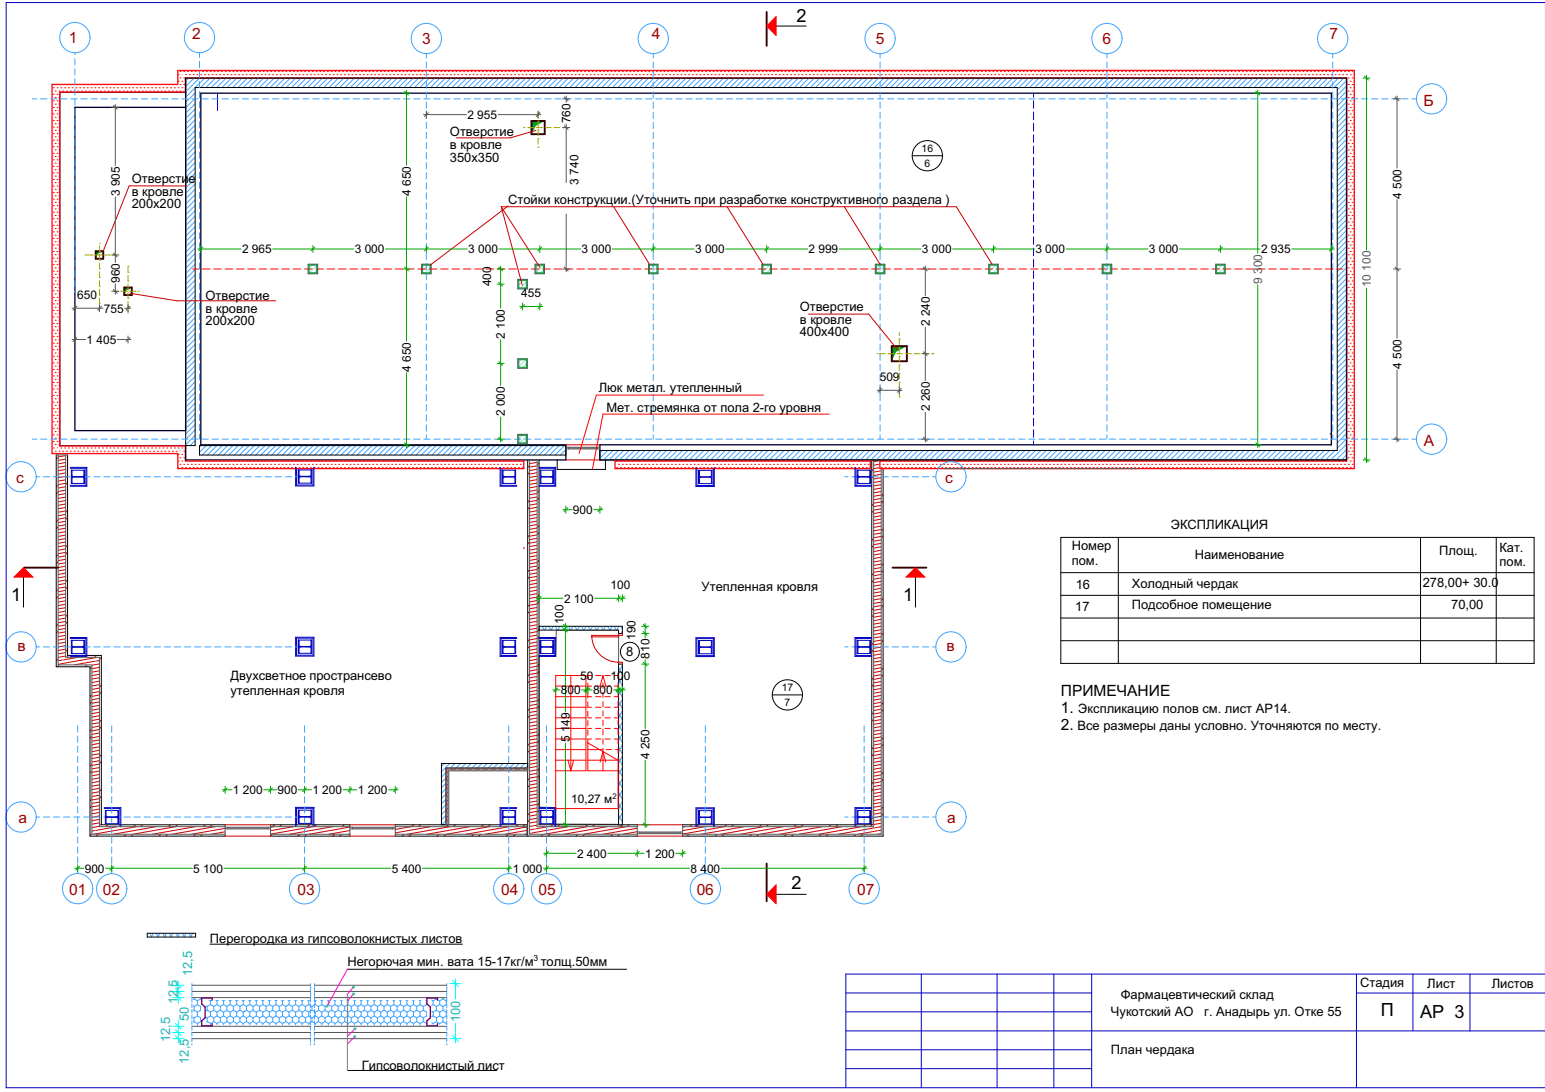 1
2
3
4
5
6
7
2
Б
А
2 955
760
Отверстие
в кровле
350x350
3 740
16
6
3 905
Отверстие
в кровле
200x200
4 650
4 500
Стойки конструкции.(Уточнить при разработке конструктивного раздела )
2 965
3 000
3 000
3 000
3 000
2 999
3 000
3 000
3 000
2 935
960
650
755
Отверстие
в кровле
200x200
400
455
9 300
10 100
1 405
2 100
Отверстие
в кровле
400x400
2 240
4 650
4 500
509
2 000
2 260
Люк метал. утепленный
Мет. стремянка от пола 2-го уровня
с
с
900
ЭКСПЛИКАЦИЯ
Номер
пом.
Наименование
Площ.
Кат.
пом.
16
Холодный чердак
278,00+ 30.0
17
Подсобное помещение
70,00
1
1
100
2 100
100
Утепленная кровля
190
810
8
в
в
Двухсветное пространсево
утепленная кровля
50
100
800
800
17
7
5 149
4 250
ПРИМЕЧАНИЕ
1. Экспликацию полов см. лист АР14.
2. Все размеры даны условно. Уточняются по месту.
1 200
900
1 200
1 200
10,27 м²
а
а
2 400
1 200
900
5 100
5 400
1 000
8 400
01
02
03
04
05
06
07
2
Перегородка из гипсоволокнистых листов
Негорючая мин. вата 15-17кг/м³ толщ.50мм
12,5
12,5
50
12,5
12,5
100
Гипсоволокнистый лист
Фармацевтический склад
Чукотский АО г. Анадырь ул. Отке 55
Стадия
Лист
Листов
П
АР 3
План чердака